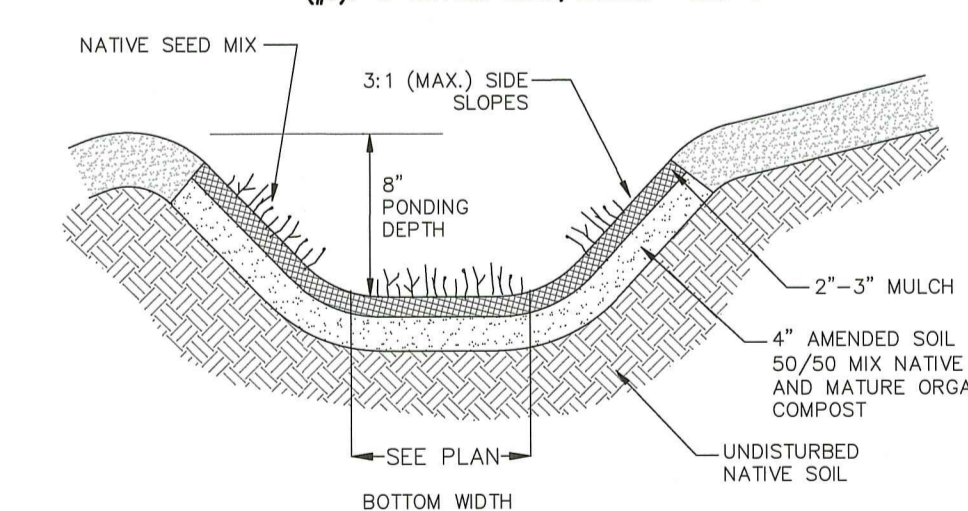 NATIVE SEED MIX
3:1 (MAX.) SIDE
SLOPES
8"
PONDING
DEPTH
2"–3" MULCH
4" AMENDED SOIL
50/50 MIX NATIVE
AND MATURE
COMPOST
SEE PLAN
UNDISTURBED
NATIVE SOIL
BOTTOM WIDTH